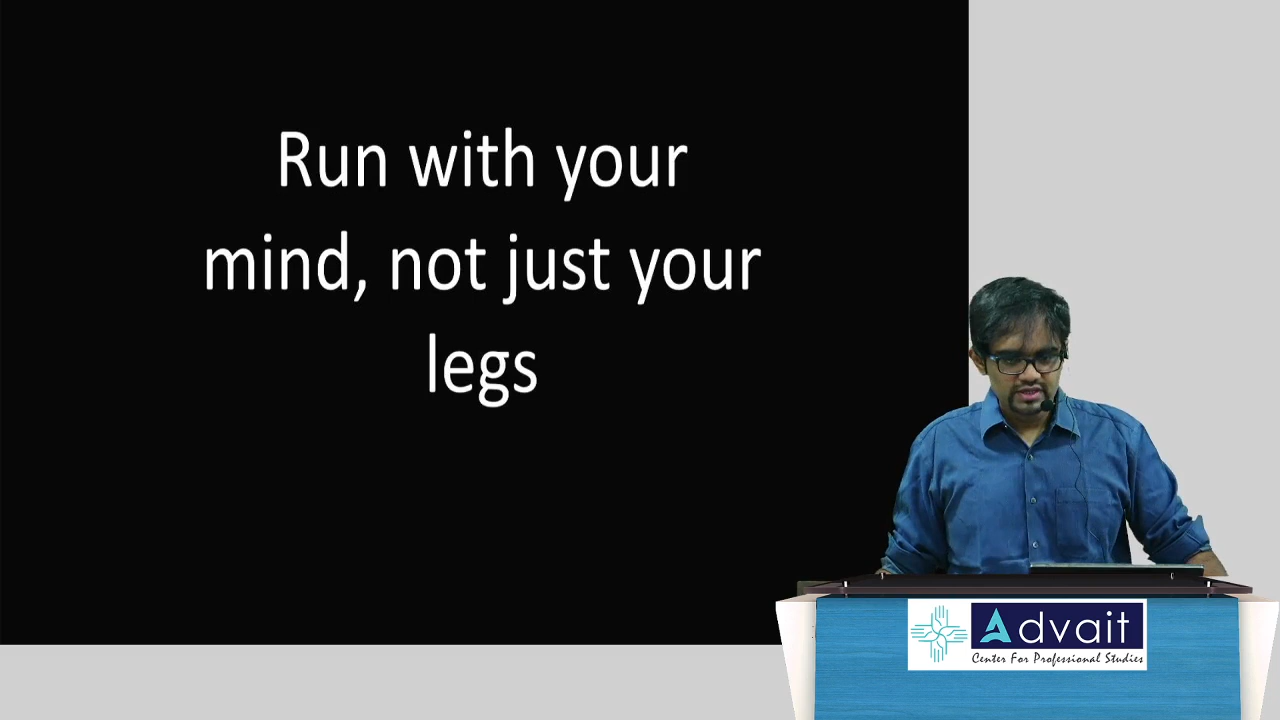 Run with your
mind, not just your
legs
Advait
Center For Professional Studies